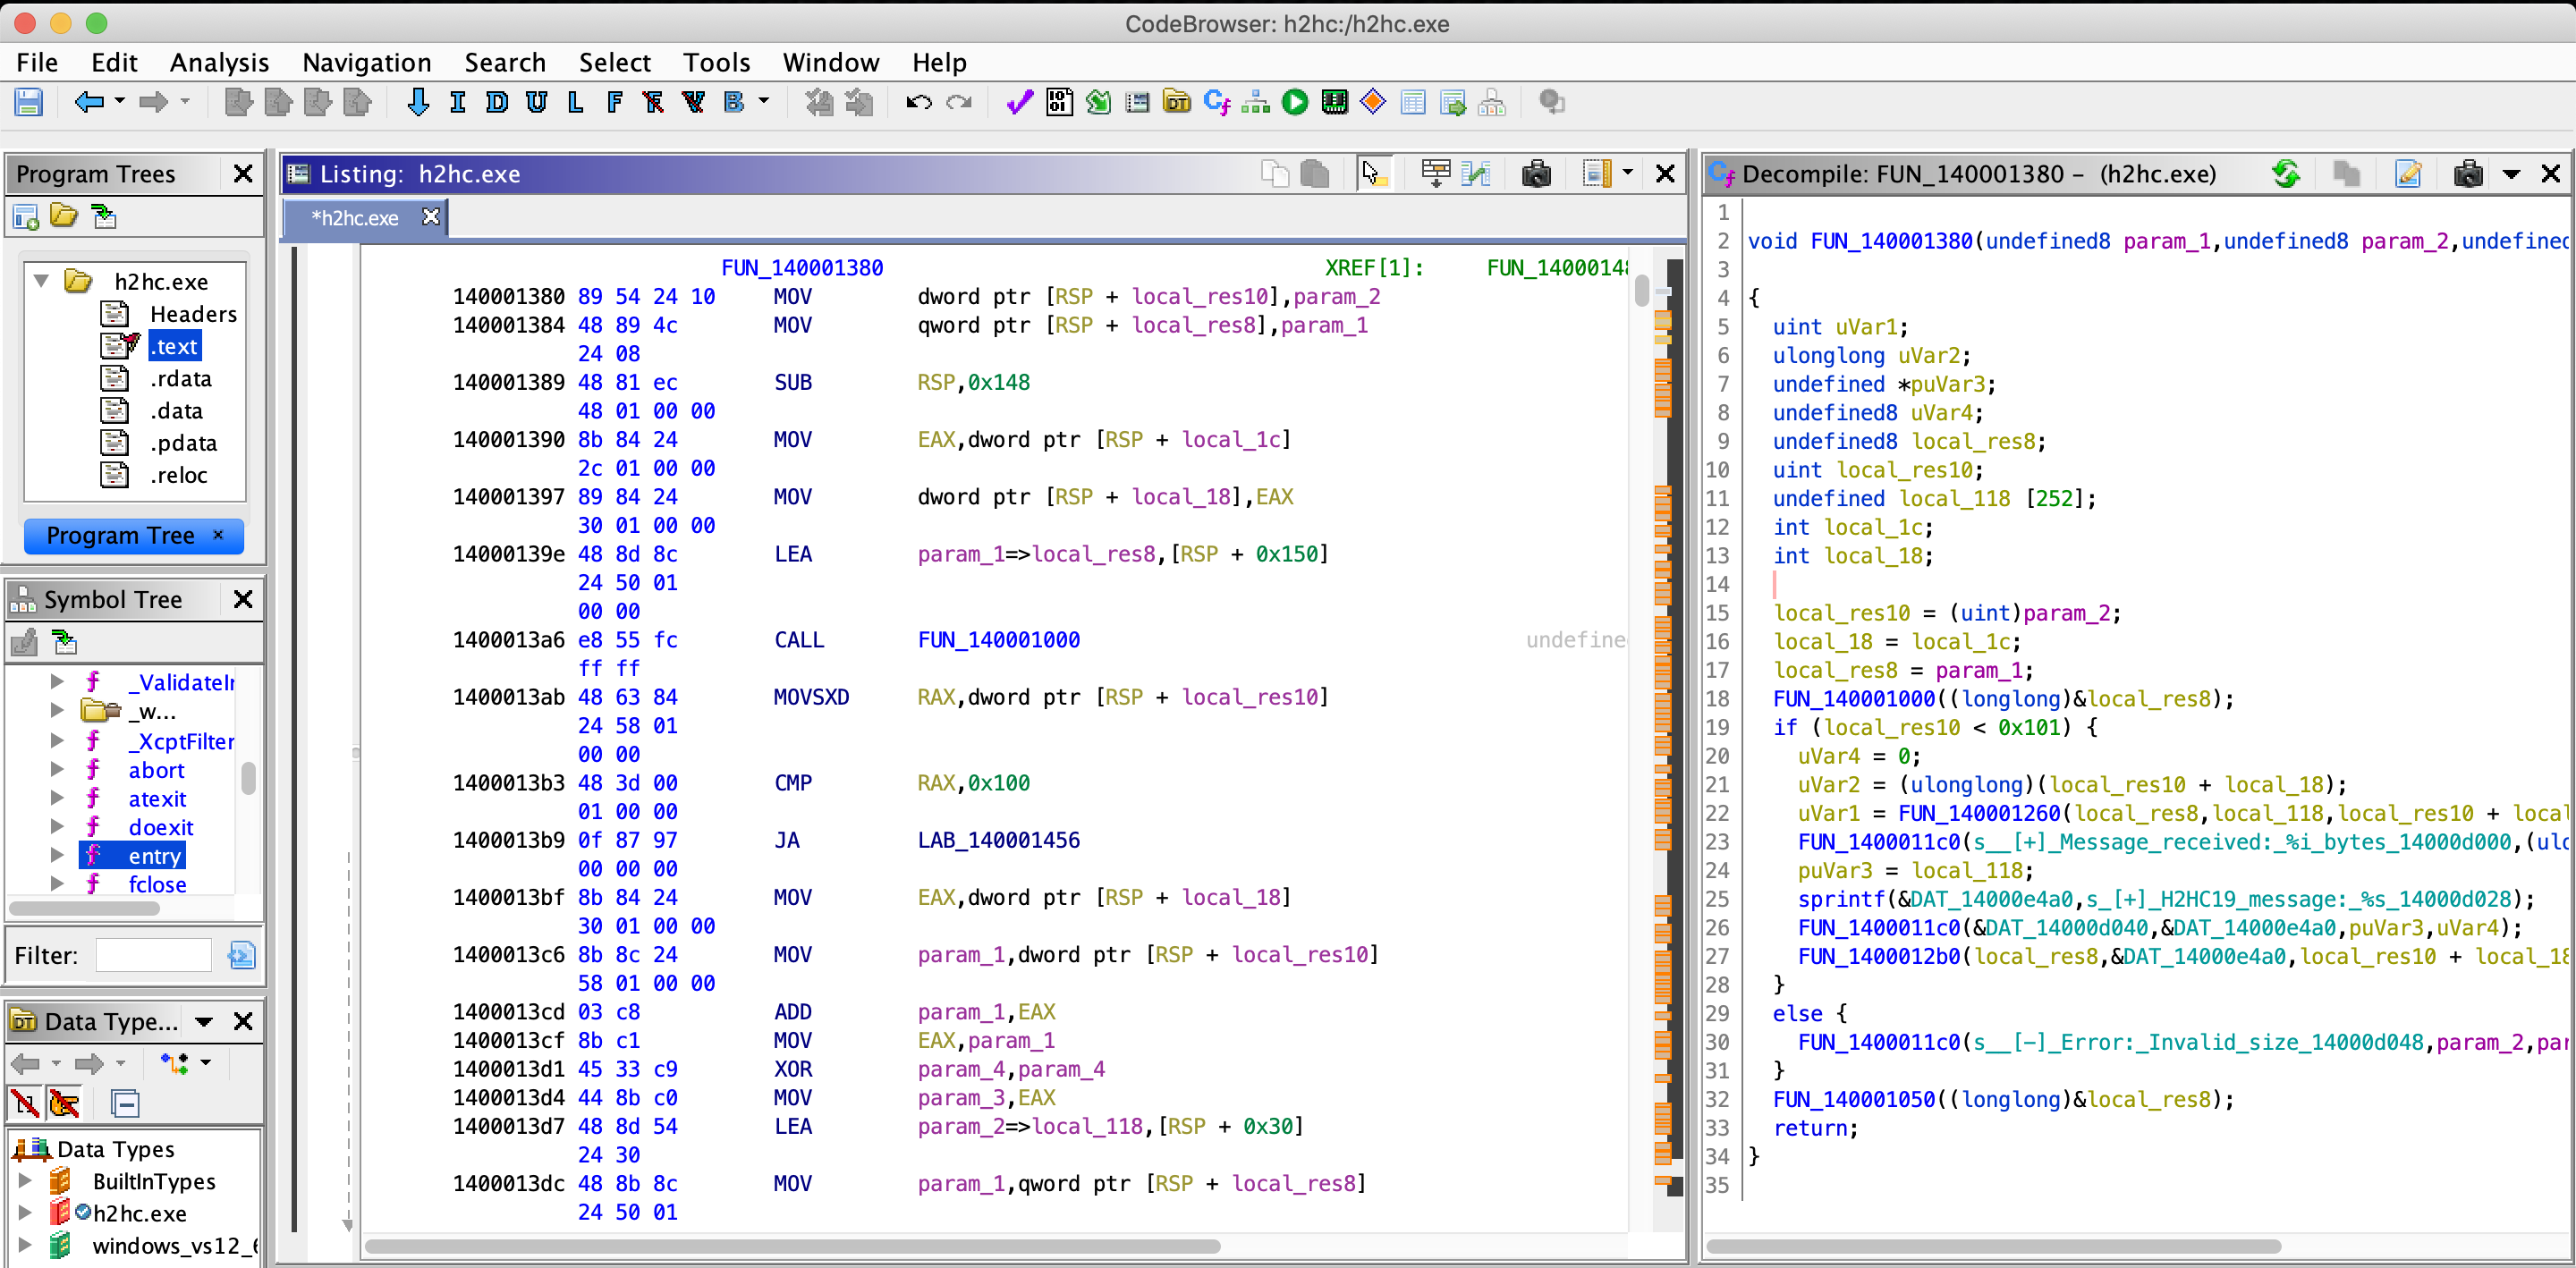 CodeBrowser: h2hc:/h2hc.exe
File Edit Analysis Navigation Search Select Tools Window Help
I D U L F F V B
Program Trees
h2hc.exe
Headers
.text
.rdata
.data
.pdata
.reloc
Program Tree ×
Symbol Tree
_ValidateI
_w...
_XcptFilter
abort
atexit
doexit
entry
fclose
Filter:
Data Type...
Data Types
BuiltInTypes
h2hc.exe
windows_vs12_6
Listing: h2hc.exe
*h2hc.exe
FUN_140001380 XREF[1]: FUN_14000148
140001380 89 54 24 10 MOV dword ptr [RSP + local_res10],param_2
140001384 48 89 4c MOV qword ptr [RSP + local_res8],param_1
24 08
140001389 48 81 ec SUB RSP,0x148
48 01 00 00
140001390 8b 84 24 MOV EAX,dword ptr [RSP + local_1c]
2c 01 00 00
140001397 89 84 24 MOV dword ptr [RSP + local_18],EAX
30 01 00 00
14000139e 48 8d 8c LEA param_1=>local_res8,[RSP + 0x150]
24 50 01
00 00
1400013a6 e8 55 fc CALL FUN_140001000 undefine
ff ff
1400013ab 48 63 84 MOVSXD RAX,dword ptr [RSP + local_res10]
24 58 01
00 00
1400013b3 48 3d 00 CMP RAX,0x100
01 00 00
1400013b9 0f 87 97 JA LAB_140001456
00 00 00
1400013bf 8b 84 24 MOV EAX,dword ptr [RSP + local_18]
30 01 00 00
1400013c6 8b 8c 24 MOV param_1,dword ptr [RSP + local_res10]
58 01 00 00
1400013cd 03 c8 ADD param_1,EAX
1400013cf 8b c1 MOV EAX,param_1
1400013d1 45 33 c9 XOR param_4,param_4
1400013d4 44 8b c0 MOV param_3,EAX
1400013d7 48 8d 54 LEA param_2=>local_118,[RSP + 0x30]
24 30
1400013dc 48 8b 8c MOV param_1,qword ptr [RSP + local_res8]
24 50 01
Decompile: FUN_140001380 – (h2hc.exe)
1
2 void FUN_140001380(undefined8 param_1,undefined8 param_2,undefined
3
4 {
5 uint uVar1;
6 ulonglong uVar2;
7 undefined *puVar3;
8 undefined8 uVar4;
9 undefined8 local_res8;
10 uint local_res10;
11 undefined local_118 [252];
12 int local_1c;
13 int local_18;
14
15 local_res10 = (uint)param_2;
16 local_18 = local_1c;
17 local_res8 = param_1;
18 FUN_140001000((longlong)&local_res8);
19 if (local_res10 < 0x101) {
20 uVar4 = 0;
21 uVar2 = (ulonglong)(local_res10 + local_18);
22 uVar1 = FUN_140001260(local_res8,local_118,local_res10 + local
23 FUN_1400011c0(s__[+]_Message_received:_%i_bytes_14000d000,(ulo
24 puVar3 = local_118;
25 sprintf(&DAT_14000e4a0,s_[+]_H2HC19_message:_%s_14000d028);
26 FUN_1400011c0(&DAT_14000d040,&DAT_14000e4a0,puVar3,uVar4);
27 FUN_1400012b0(local_res8,&DAT_14000e4a0,local_res10 + local_18
28 }
29 else {
30 FUN_1400011c0(s__[-]_Error:_Invalid_size_14000d048,param_2,par
31 }
32 FUN_140001050((longlong)&local_res8);
33 return;
34 }
35